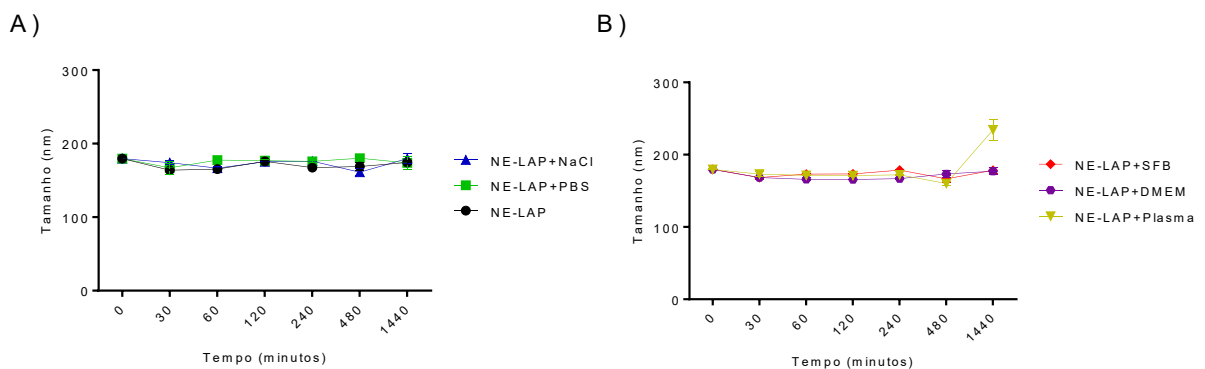 A)
300
200
100
0
Tamanho (nm)
0
30
60
120
240
480
1440
Tempo (minutos)
NE-LAP+NaCl
NE-LAP+PBS
NE-LAP
B)
300
200
100
0
Tamanho (nm)
0
30
60
120
240
480
1440
Tempo (minutos)
NE-LAP+SFB
NE-LAP+DMEM
NE-LAP+Plasma